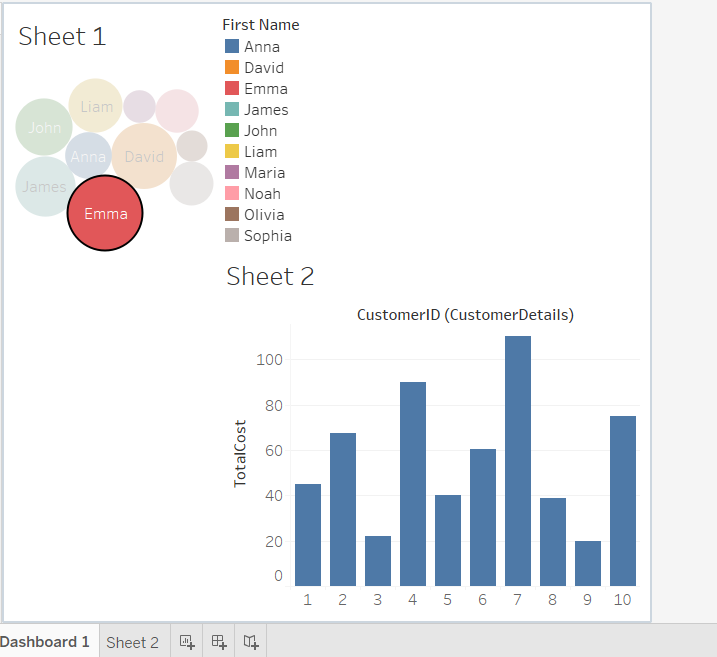 Sheet 1
Liam
John
Anna
David
James
Emma
First Name
Anna
David
Emma
James
John
Liam
Maria
Noah
Olivia
Sophia
Sheet 2
CustomerID (CustomerDetails)
TotalCost
100
80
60
40
20
0
1 2 3 4 5 6 7 8 9 10
Dashboard 1 Sheet 2